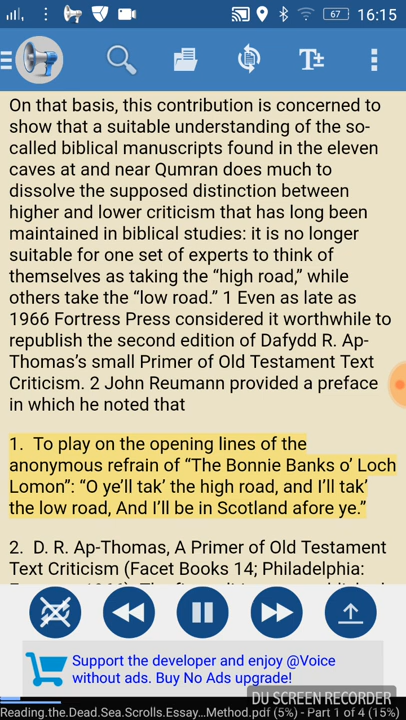 67 16:15
T±
On that basis, this contribution is concerned to
show that a suitable understanding of the so-
called biblical manuscripts found in the eleven
caves at and near Qumran does much to
dissolve the supposed distinction between
higher and lower criticism that has long been
maintained in biblical studies: it is no longer
suitable for one set of experts to think of
themselves as taking the “high road,” while
others take the “low road.” 1 Even as late as
1966 Fortress Press considered it worthwhile to
republish the second edition of Dafydd R. Ap-
Thomas’s small Primer of Old Testament Text
Criticism. 2 John Reumann provided a preface
in which he noted that
1. To play on the opening lines of the
anonymous refrain of “The Bonnie Banks o’ Loch
Lomon”: “O ye’ll tak’ the high road, and I’ll tak’
the low road, And I’ll be in Scotland afore ye.”
2. D. R. Ap-Thomas, A Primer of Old Testament
Text Criticism (Facet Books 14; Philadelphia:
Support the developer and enjoy @Voice
without ads. Buy No Ads upgrade!
DU SCREEN RECORDER
Reading.the.Dead.Sea.Scrolls.Essay...Method.pdf (5%) - Part 1 of 4 (15%)